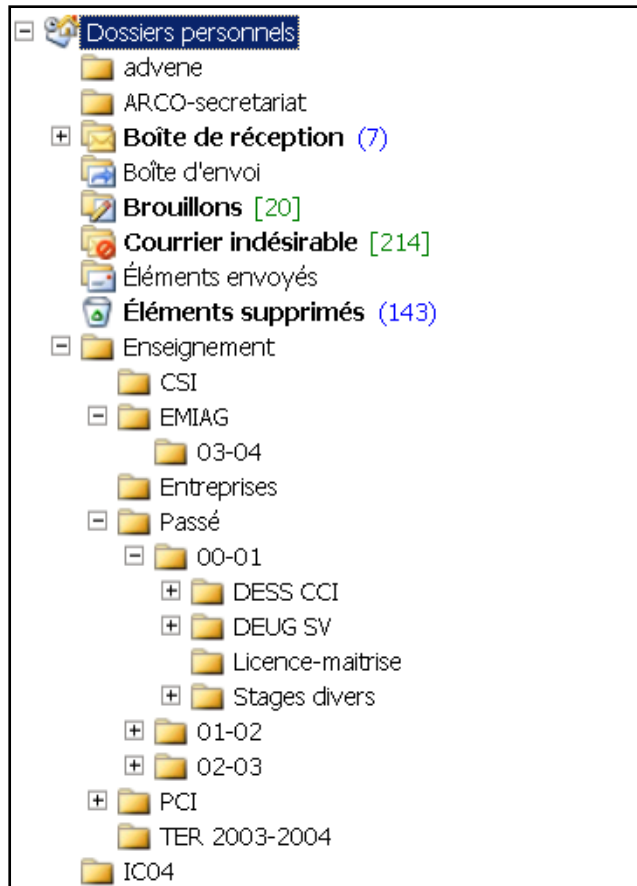 Dossiers personnels
advene
ARCO-secretariat
Boîte de réception (7)
Boîte d'envoi
Brouillons [20]
Courrier indésirable [214]
Éléments envoyés
Éléments supprimés (143)
Enseignement
CSI
EMIAG
03-04
Entreprises
Passé
00-01
DESS CCI
DEUG SV
Licence-maitrise
Stages divers
01-02
02-03
PCI
TER 2003-2004
IC04